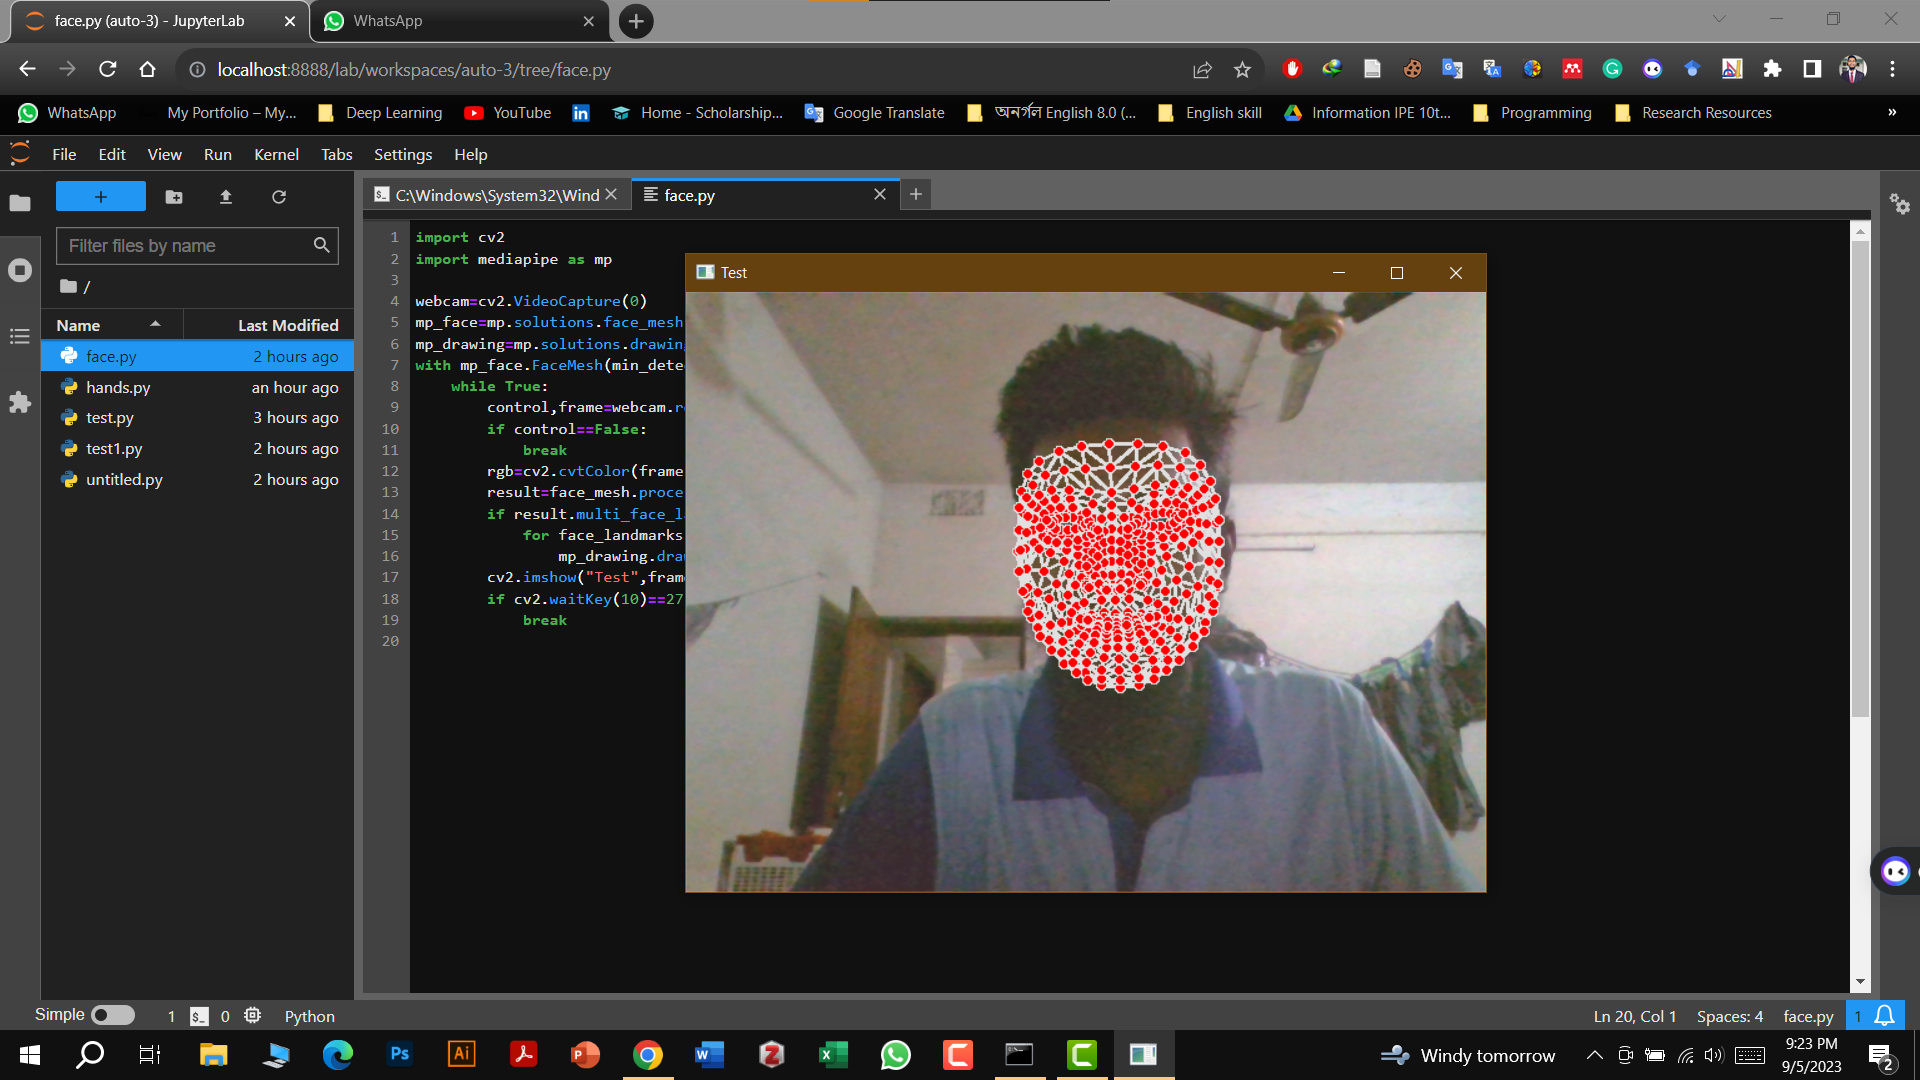 face.py (auto-3) - JupyterLab
WhatsApp
localhost:8888/lab/workspaces/auto-3/tree/face.py
WhatsApp My Portfolio – My... Deep Learning YouTube Home - Scholarship... Google Translate অনর্গল English 8.0 (... English skill Information IPE 10t... Programming Research Resources »
File Edit View Run Kernel Tabs Settings Help
C:\Windows\System32\Wind
face.py
Filter files by name
/
Name Last Modified
face.py 2 hours ago
hands.py an hour ago
test.py 3 hours ago
test1.py 2 hours ago
untitled.py 2 hours ago
1 import cv2
2 import mediapipe as mp
3
4 webcam=cv2.VideoCapture(0)
5 mp_face=mp.solutions.face_mesh
6 mp_drawing=mp.solutions.drawin
7 with mp_face.FaceMesh(min_dete
8 while True:
9 control,frame=webcam.r
10 if control==False:
11 break
12 rgb=cv2.cvtColor(frame
13 result=face_mesh.proce
14 if result.multi_face_l
15 for face_landmarks
16 mp_drawing.dra
17 cv2.imshow("Test",fram
18 if cv2.waitKey(10)==27
19 break
20
Test
Simple 1 $_ 0 Python
Ln 20, Col 1 Spaces: 4 face.py 1
Ps Ai
Windy tomorrow
9:23 PM
9/5/2023
2